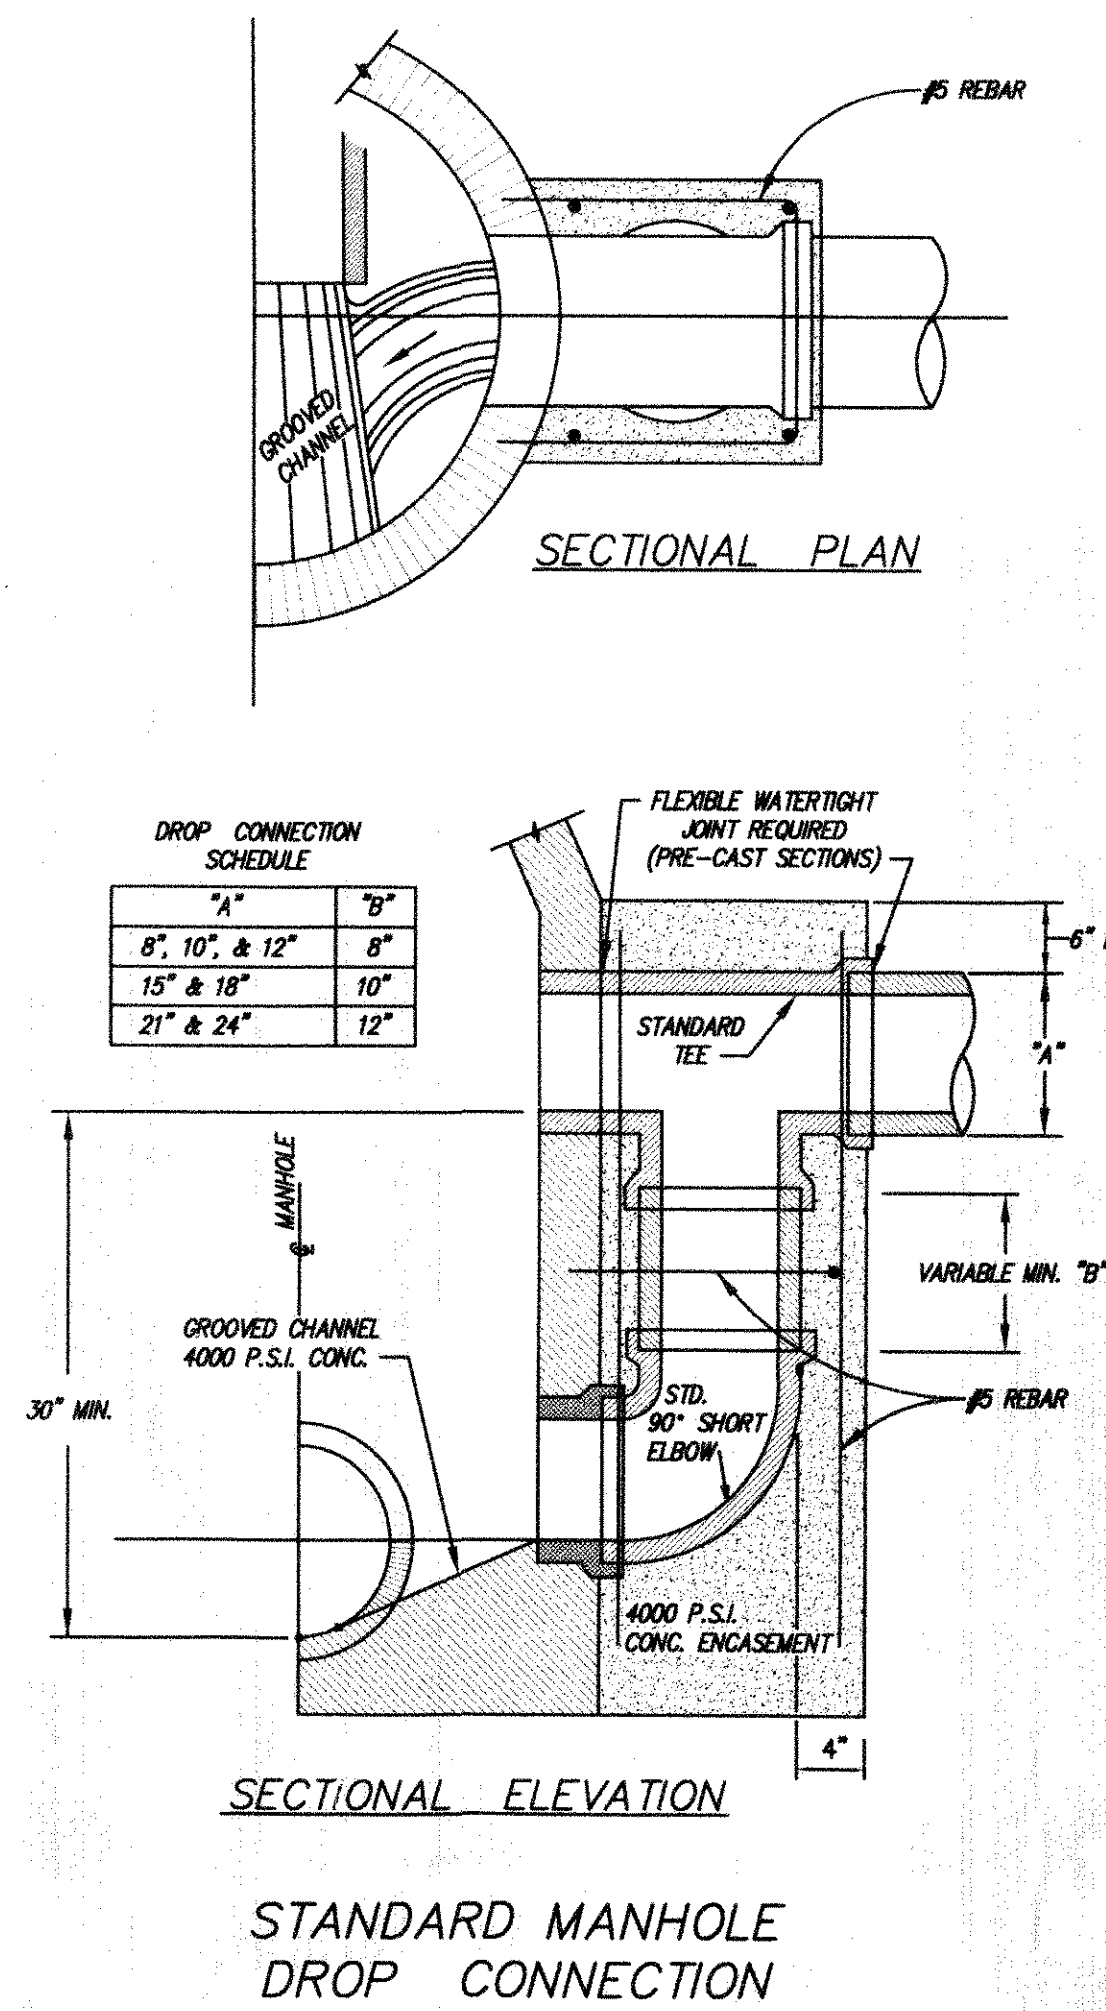 #5 REBAR
GROOVED
CHANNEL
SECTIONAL PLAN
DROP CONNECTION
SCHEDULE
"A" "B"
8", 10", & 12" 8"
15" & 18" 10"
21" & 24" 12"
FLEXIBLE WATERTIGHT
JOINT REQUIRED
(PRE-CAST SECTIONS)
6"
STANDARD
TEE
"A"
MANHOLE
℄
VARIABLE MIN. "B"
GROOVED CHANNEL
4000 P.S.I. CONC.
30" MIN.
STD.
90° SHORT
ELBOW
#5 REBAR
4000 P.S.I.
CONC. ENCASEMENT
4"
SECTIONAL ELEVATION
STANDARD MANHOLE
DROP CONNECTION